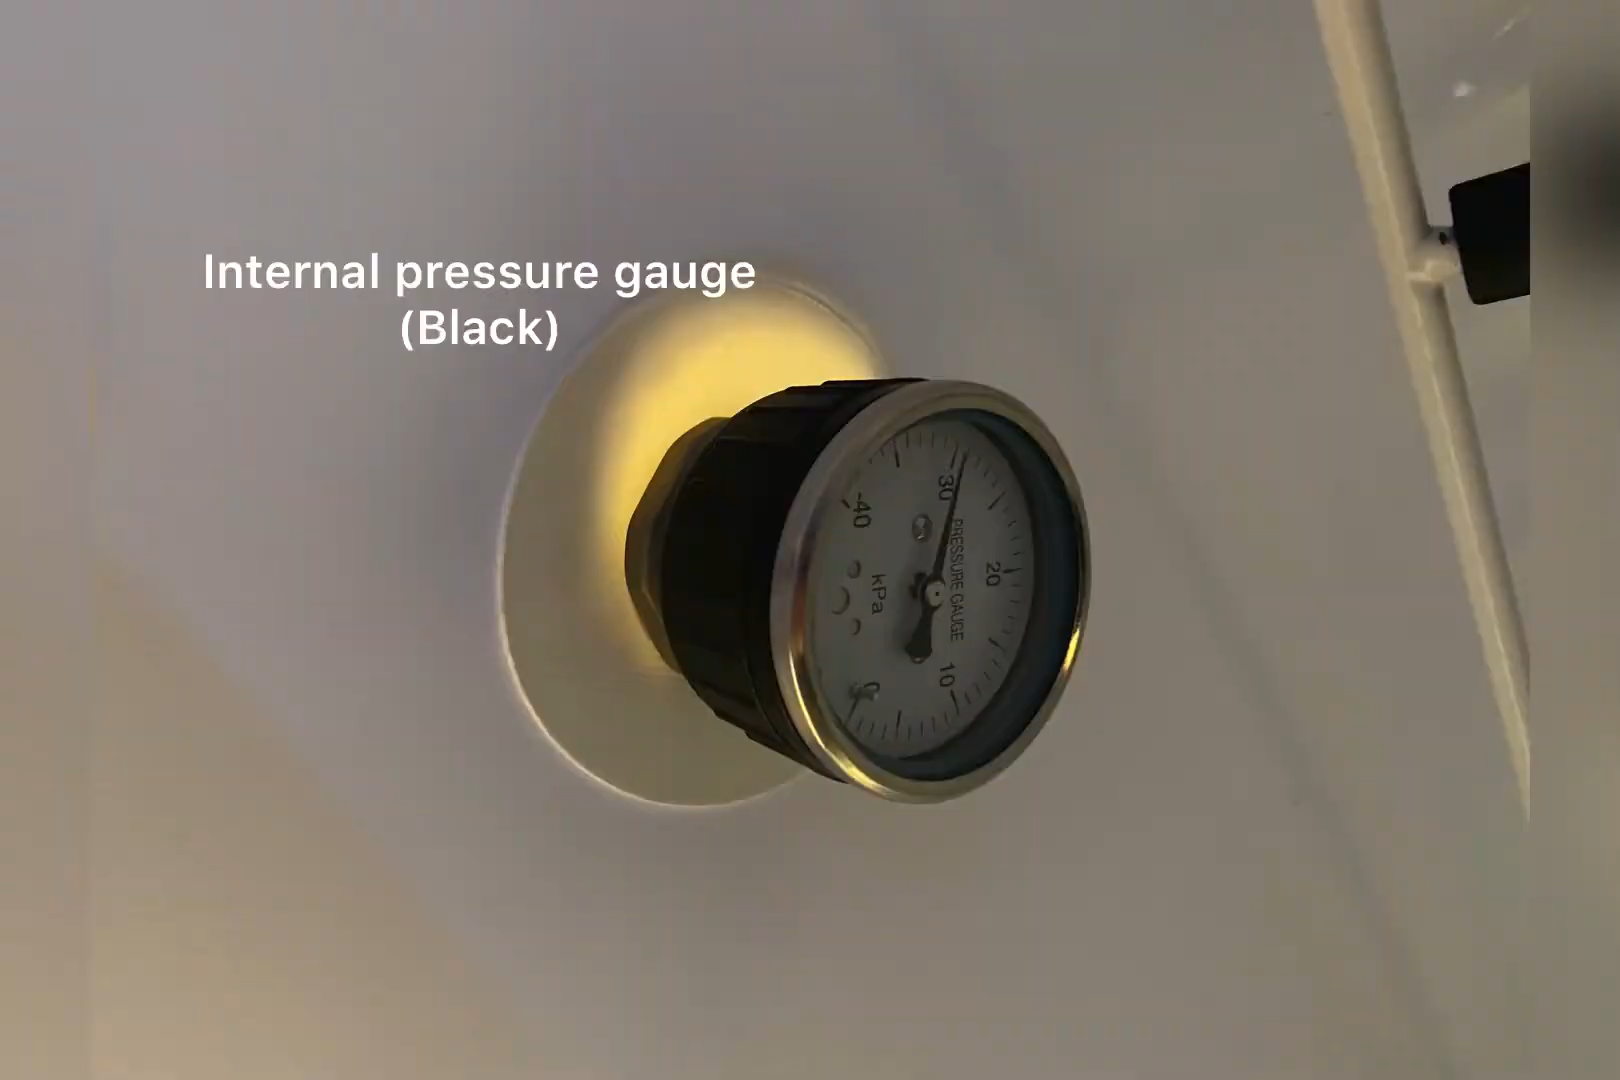 Internal pressure gauge
(Black)
-40
30
20
10
0
PRESSURE GAUGE
kPa